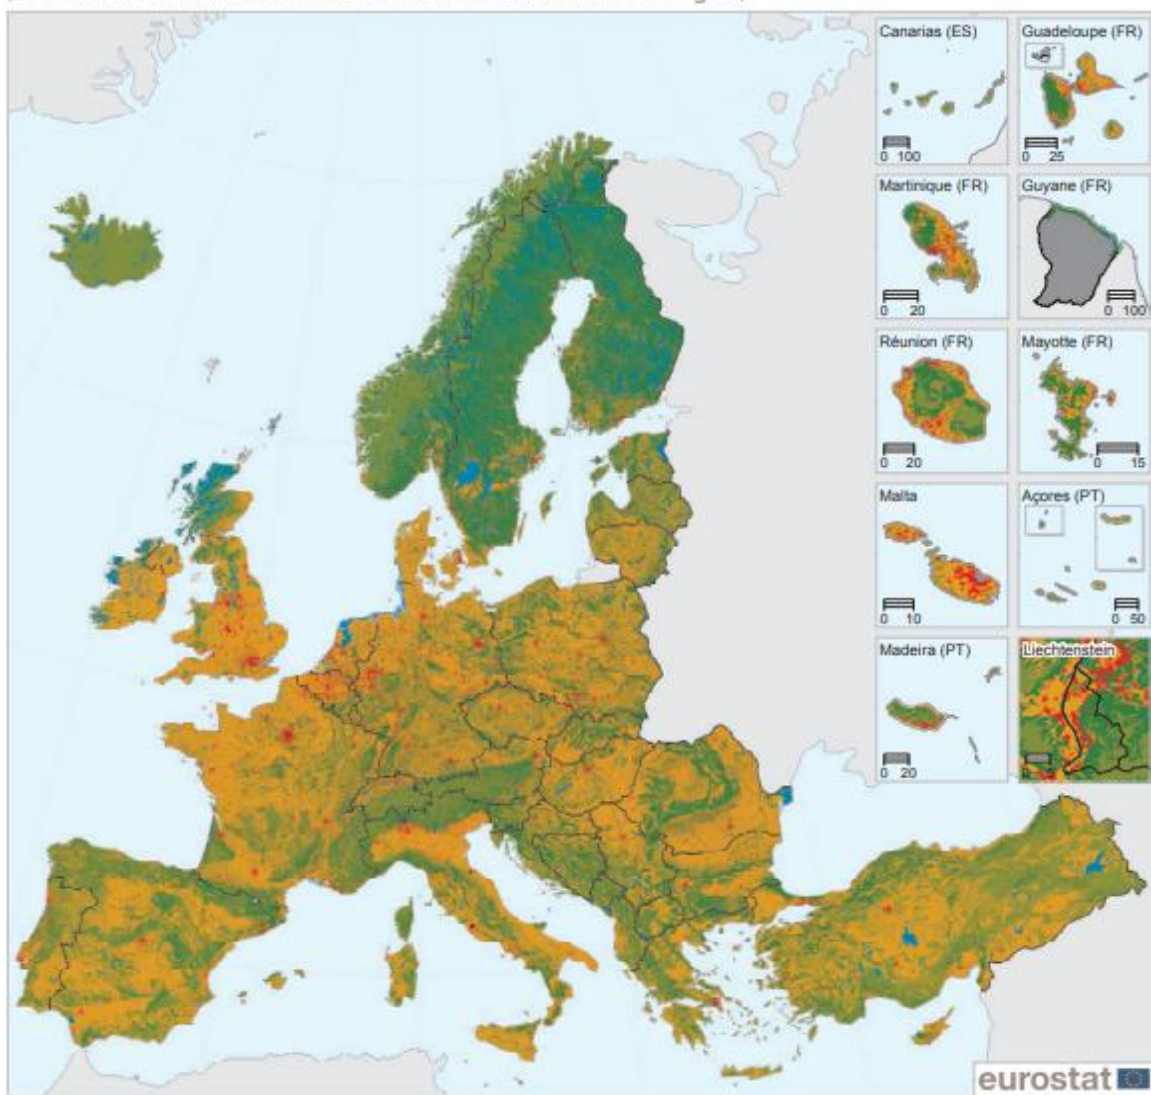 Canarias (ES)
0 100
Guadeloupe (FR)
0 25
Martinique (FR)
0 20
Guyane (FR)
0 100
Réunion (FR)
0 20
Mayotte (FR)
0 15
Malta
0 10
Açores (PT)
0 50
Madeira (PT)
0 20
Liechtenstein
eurostat